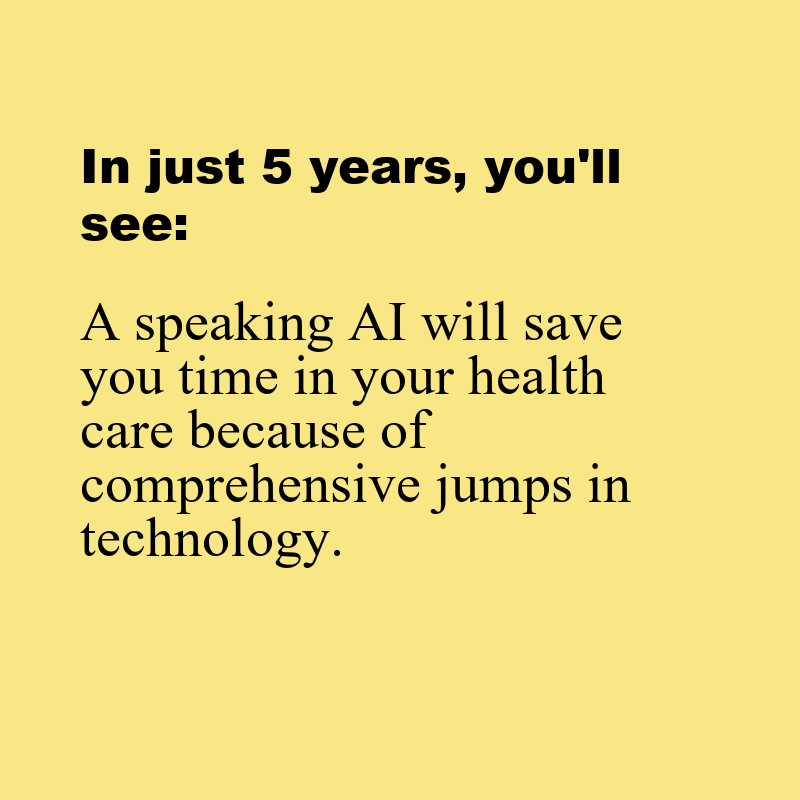 In just 5 years, you'll
see:
A speaking AI will save
you time in your health
care because of
comprehensive jumps in
technology.